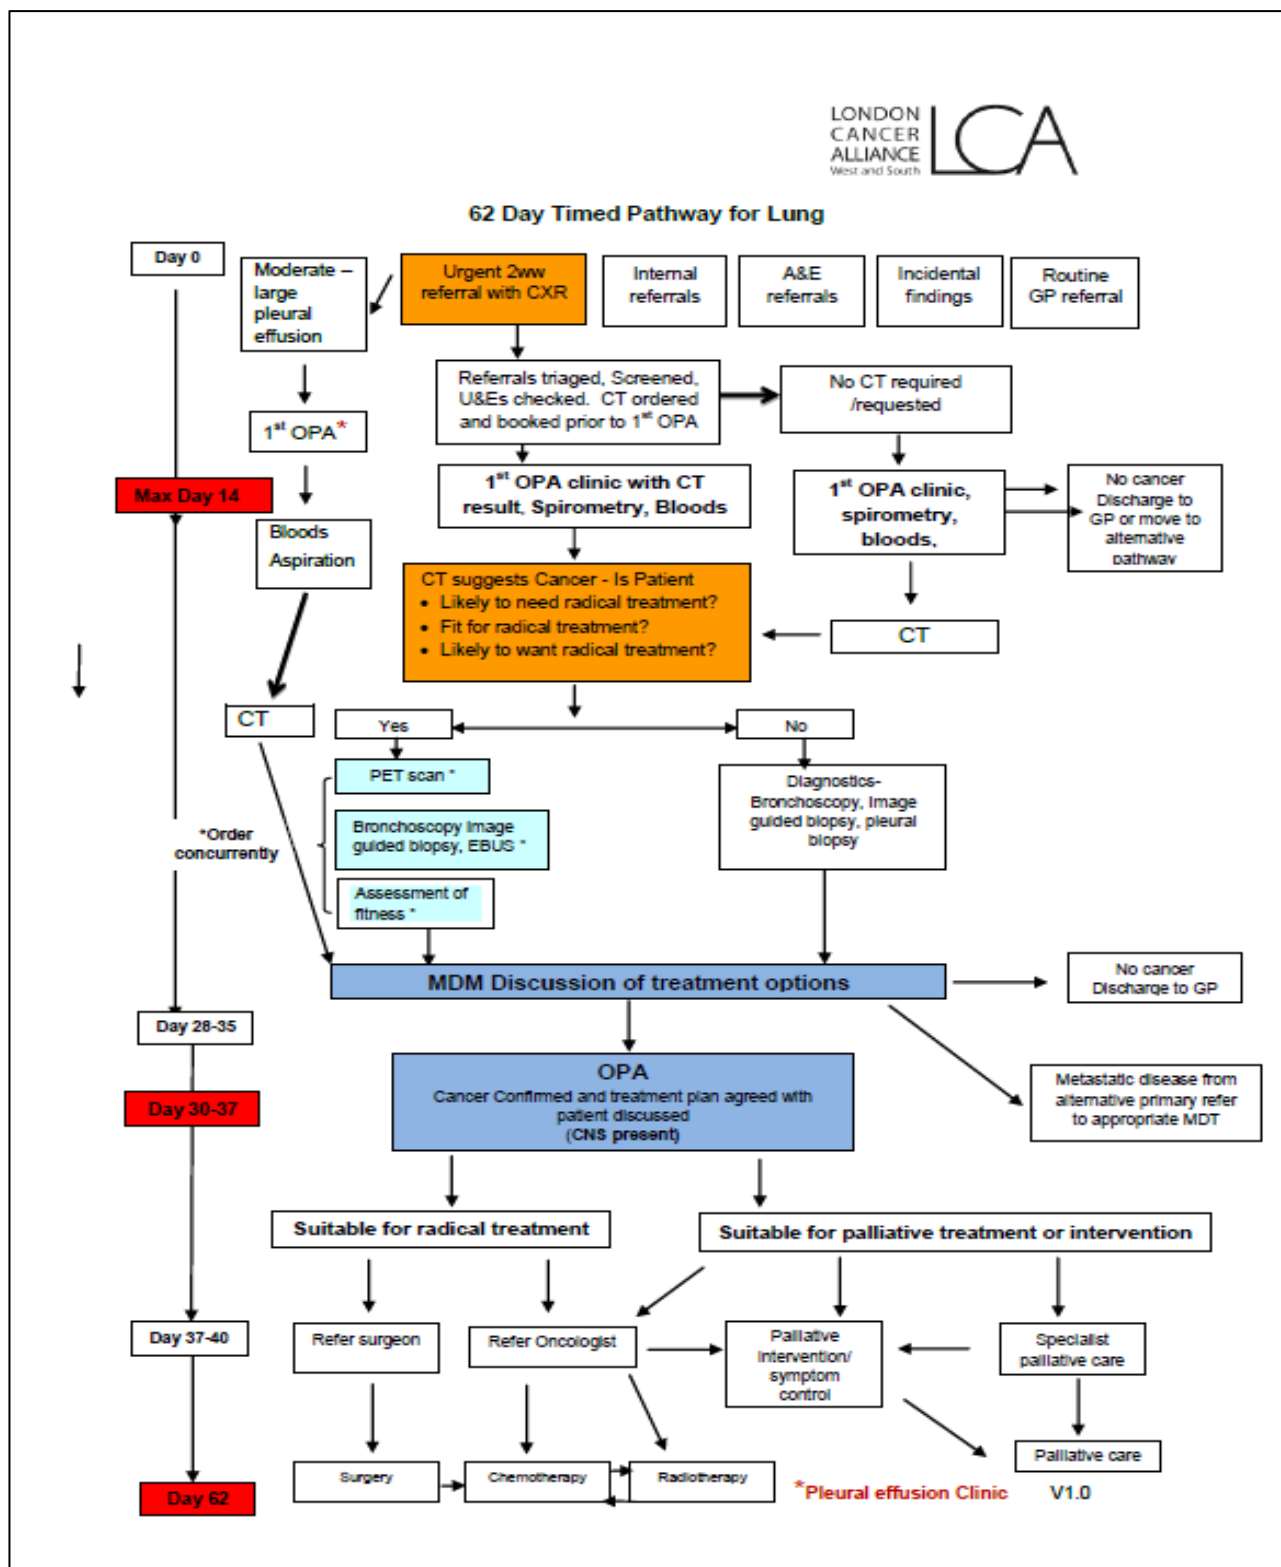 LONDON
CANCER
ALLIANCE
West and South
LCA
62 Day Timed Pathway for Lung
Day 0
Moderate –
large
pleural
effusion
Urgent 2ww
referral with CXR
Internal
referrals
A&E
referrals
Incidental
findings
Routine
GP referral
Referrals triaged, Screened,
U&Es checked. CT ordered
and booked prior to 1st OPA
No CT required
/requested
1st OPA*
Max Day 14
1st OPA clinic with CT
result, Spirometry, Bloods
1st OPA clinic,
spirometry,
bloods,
No cancer
Discharge to
GP or move to
alternative
pathway
Bloods
Aspiration
CT suggests Cancer - Is Patient
• Likely to need radical treatment?
• Fit for radical treatment?
• Likely to want radical treatment?
CT
CT
Yes
No
PET scan *
Diagnostics-
Bronchoscopy, Image
guided biopsy, pleural
biopsy
*Order
concurrently
Bronchoscopy Image
guided biopsy, EBUS *
Assessment of
fitness *
MDM Discussion of treatment options
No cancer
Discharge to GP
Day 28-35
OPA
Cancer Confirmed and treatment plan agreed with
patient discussed
(CNS present)
Day 30-37
Metastatic disease from
alternative primary refer
to appropriate MDT
Suitable for radical treatment
Suitable for palliative treatment or intervention
Day 37-40
Refer surgeon
Refer Oncologist
Palliative
Intervention/
symptom
control
Specialist
palliative care
Surgery
Chemotherapy
Radiotherapy
Palliative care
Day 62
*Pleural effusion Clinic
V1.0